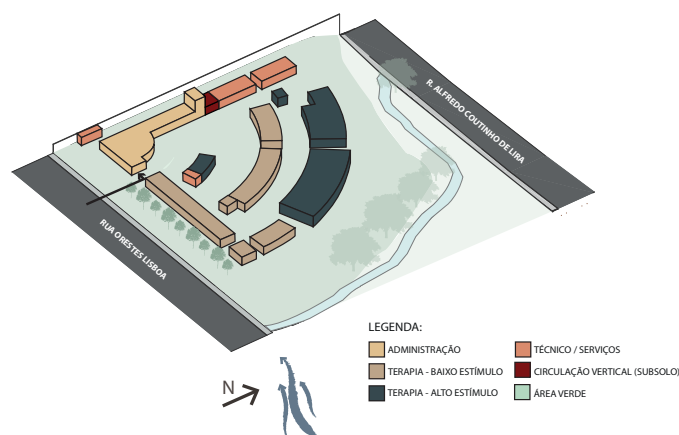 R. ALFREDO COUTINHO DE LIRA
RUA ORESTES LISBOA
N
LEGENDA:
ADMINISTRAÇÃO
TERAPIA - BAIXO ESTÍMULO
TERAPIA - ALTO ESTÍMULO
TÉCNICO / SERVIÇOS
CIRCULAÇÃO VERTICAL (SUBSOLO)
ÁREA VERDE